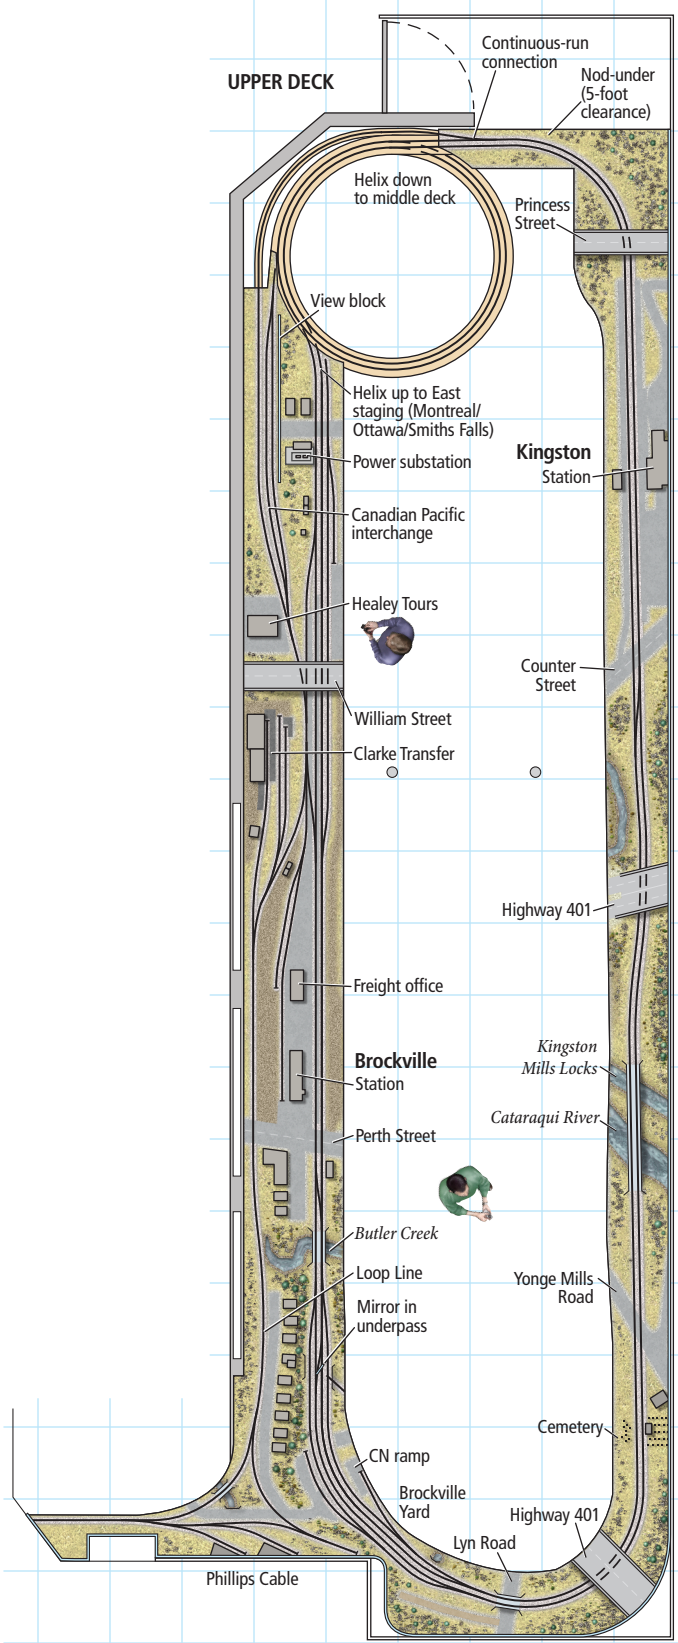 Continuous-run
connection
UPPER DECK
Nod-under
(5-foot
clearance)
Helix down
to middle deck
Princess
Street
View block
Helix up to East
staging (Montreal/
Ottawa/Smiths Falls)
Kingston
Station
Power substation
Canadian Pacific
interchange
Healey Tours
Counter
Street
William Street
Clarke Transfer
Highway 401
Freight office
Kingston
Mills Locks
Brockville
Station
Cataraqui River
Perth Street
Butler Creek
Loop Line
Yonge Mills
Road
Mirror in
underpass
Cemetery
CN ramp
Brockville
Yard
Highway 401
Lyn Road
Phillips Cable